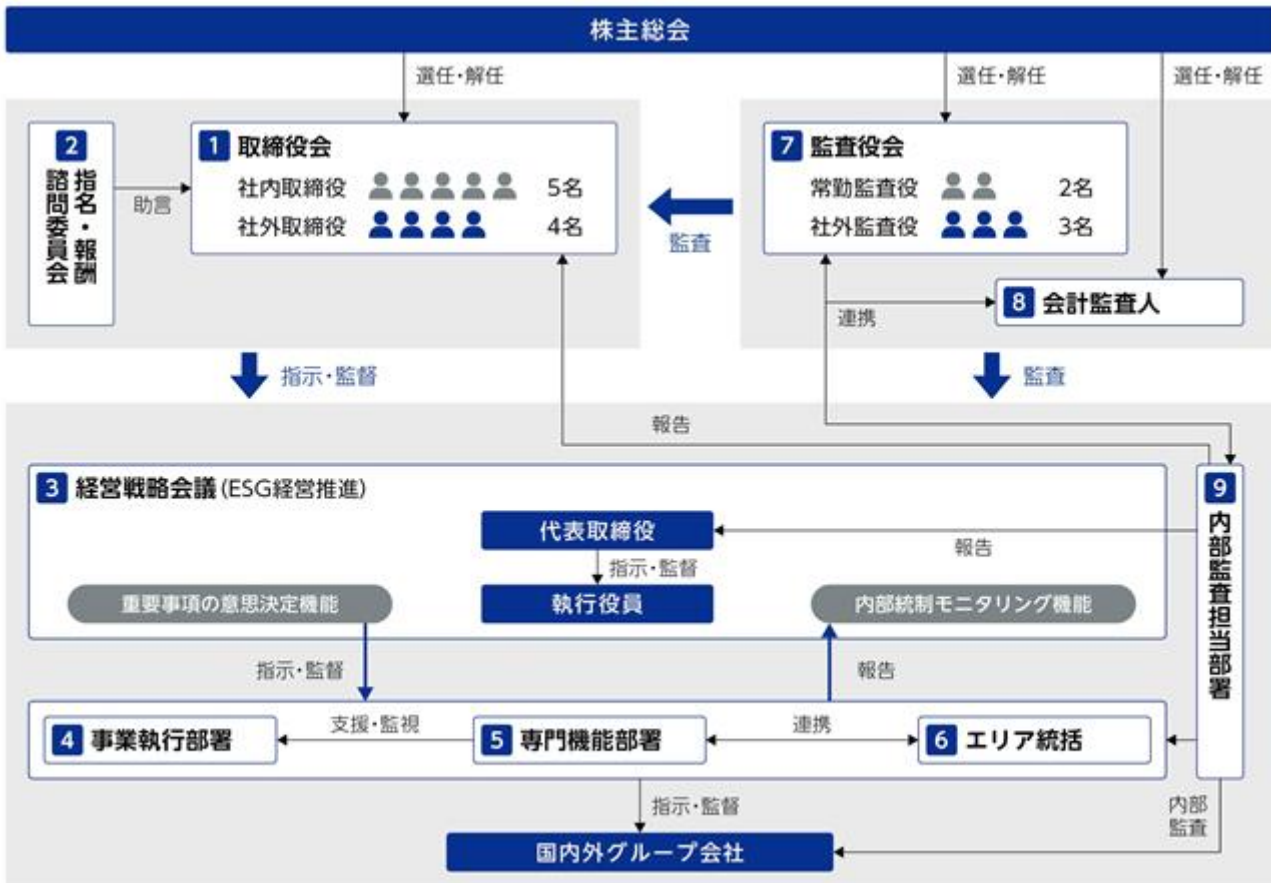 株主総会
選任・解任
選任・解任
選任・解任
2 指名・報酬
諮問委員会
助言
1 取締役会
社内取締役 5名
社外取締役 4名
監査
7 監査役会
常勤監査役 2名
社外監査役 3名
連携
8 会計監査人
指示・監督
監査
報告
3 経営戦略会議 (ESG経営推進)
代表取締役
報告
指示・監督
重要事項の意思決定機能
執行役員
内部統制モニタリング機能
9 内部監査担当部署
指示・監督
報告
4 事業執行部署
支援・監視
5 専門機能部署
連携
6 エリア統括
指示・監督
内部
監査
国内外グループ会社